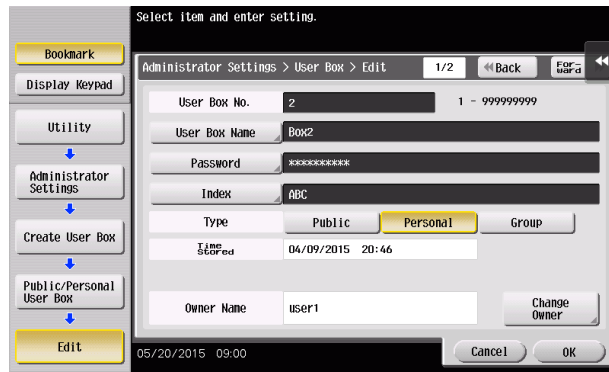 Select item and enter setting.
Bookmark
Display Keypad
Utility
Administrator
Settings
Create User Box
Public/Personal
User Box
Edit
Administrator Settings > User Box > Edit
1/2
Back
For-
ward
User Box No.
2
1 - 999999999
User Box Name
Box2
Password
**********
Index
ABC
Type
Public
Personal
Group
Time
Stored
04/09/2015 20:46
Owner Name
user1
Change
Owner
05/20/2015 09:00
Cancel
OK